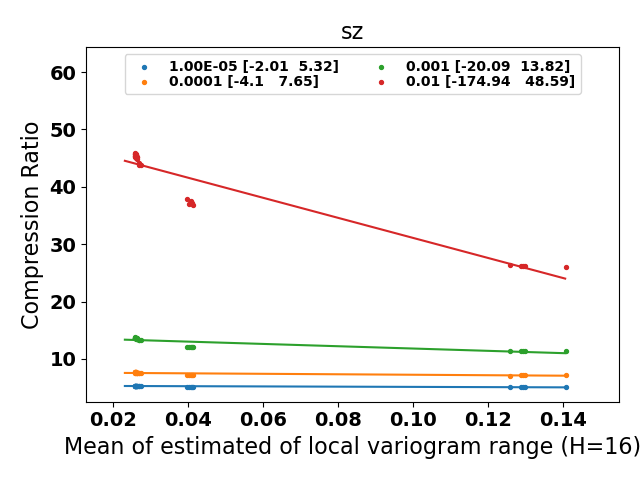 sz
1.00E-05 [-2.01  5.32]
0.0001 [-4.1   7.65]
0.001 [-20.09  13.82]
0.01 [-174.94   48.59]
Compression Ratio
60
50
40
30
20
10
0.02 0.04 0.06 0.08 0.10 0.12 0.14
Mean of estimated of local variogram range (H=16)